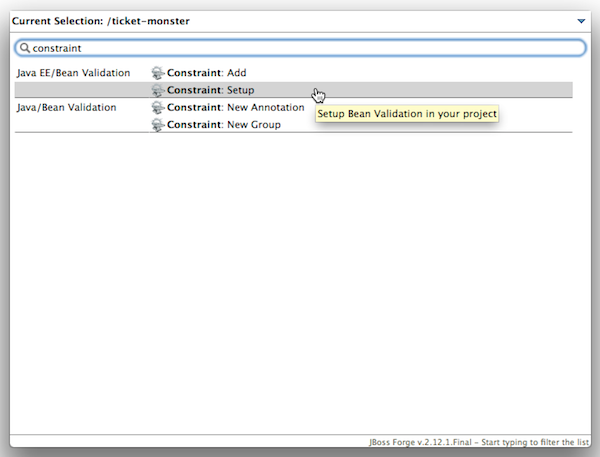 Current Selection: /ticket-monster
constraint
Java EE/Bean Validation Constraint: Add
Constraint: Setup
Java/Bean Validation Constraint: New Annotation
Setup Bean Validation in your project
Constraint: New Group
JBoss Forge v.2.12.1.Final - Start typing to filter the list